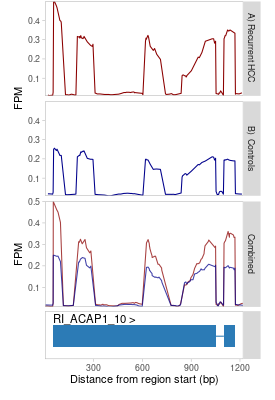 0.4
0.3
0.2
0.1
FPM
A) Recurrent HCC
0.4
0.3
0.2
0.1
B) Controls
0.5
0.4
0.3
0.2
0.1
FPM
Combined
RI_ACAP1_10 >
300
600
900
1200
Distance from region start (bp)